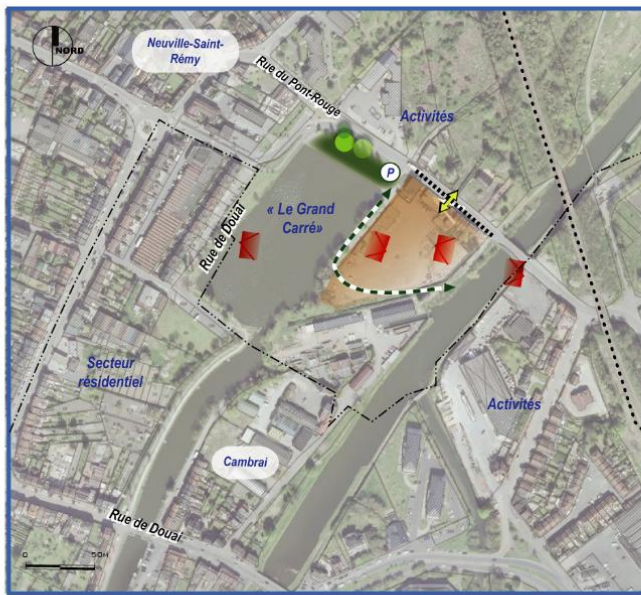 NORD
Neuville-Saint-
Rémy
Rue du Pont-Rouge
Activités
P
« Le Grand
Carré»
Rue de Douai
Secteur
résidentiel
Activités
Cambrai
Rue de Douai
0 50M